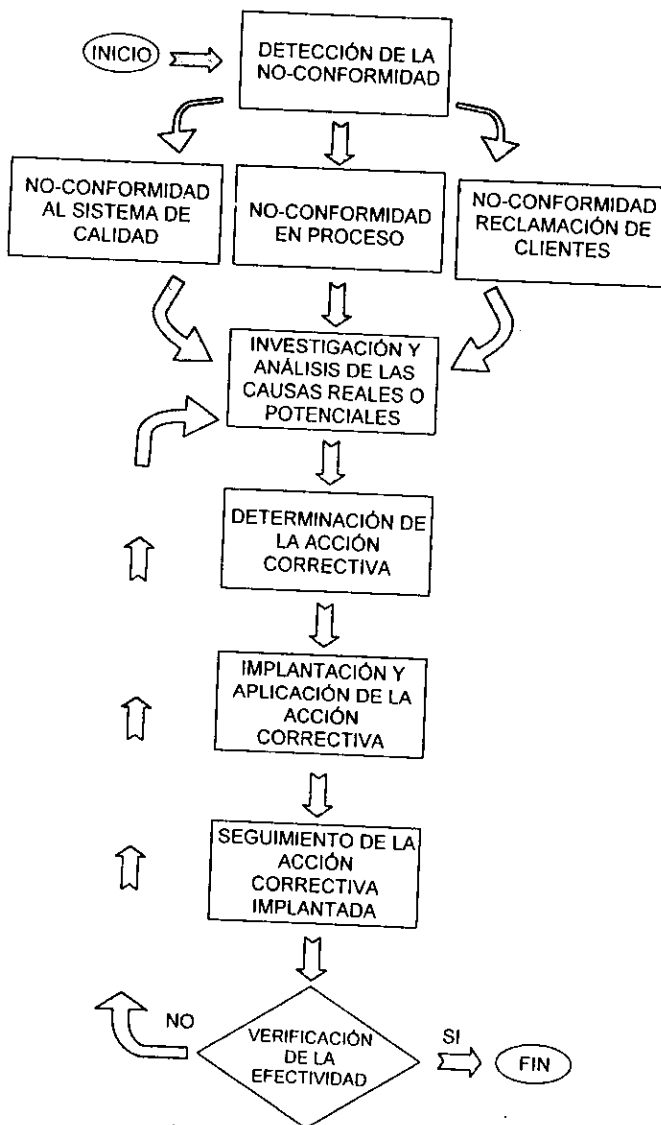 INICIO
DETECCIÓN DE LA
NO-CONFORMIDAD
NO-CONFORMIDAD
AL SISTEMA DE
CALIDAD
NO-CONFORMIDAD
EN PROCESO
NO-CONFORMIDAD
RECLAMACIÓN DE
CLIENTES
INVESTIGACIÓN Y
ANÁLISIS DE LAS
CAUSAS REALES O
POTENCIALES
DETERMINACIÓN DE
LA ACCIÓN
CORRECTIVA
IMPLANTACIÓN Y
APLICACIÓN DE LA
ACCIÓN
CORRECTIVA
SEGUIMIENTO DE LA
ACCIÓN
CORRECTIVA
IMPLANTADA
NO
VERIFICACIÓN
DE LA
EFECTIVIDAD
SI
FIN